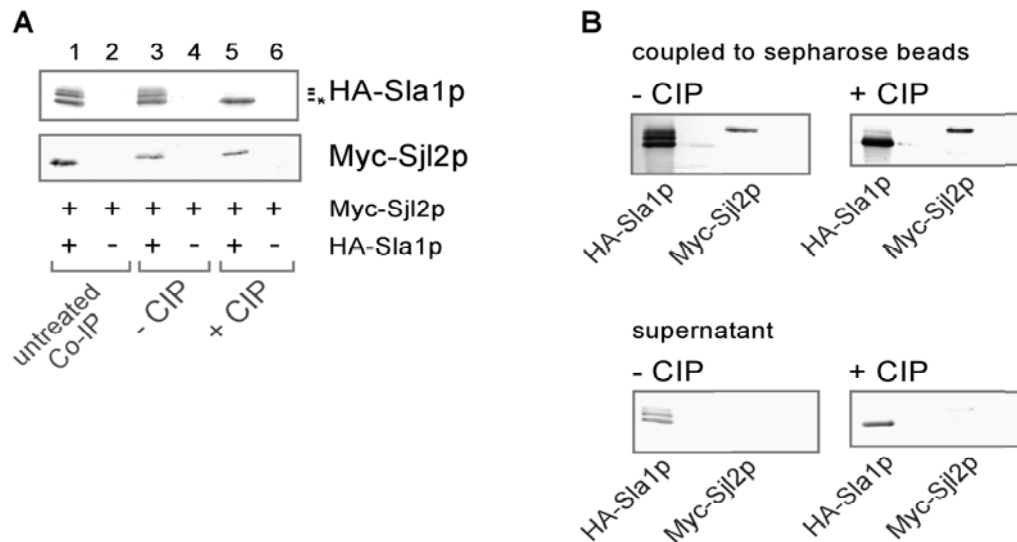 A
1 2 3 4 5 6
HA-Sla1p
*
Myc-Sjl2p
+ + + + + + Myc-Sjl2p
+ - + - + - HA-Sla1p
untreated
Co-IP
- CIP
+ CIP
B
coupled to sepharose beads
- CIP + CIP
HA-Sla1p Myc-Sjl2p HA-Sla1p Myc-Sjl2p
supernatant
- CIP + CIP
HA-Sla1p Myc-Sjl2p HA-Sla1p Myc-Sjl2p